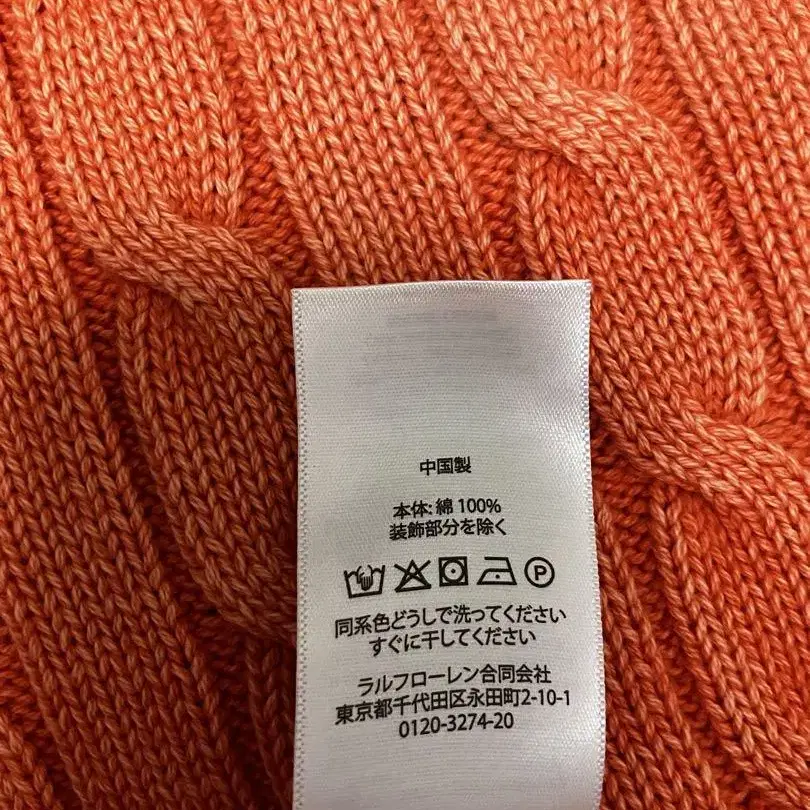 中国製
本体: 綿 100%
装飾部分を除く
P
同系色どうしで洗ってください
すぐに干してください
ラルフローレン合同会社
東京都千代田区永田町2-10-1
0120-3274-20